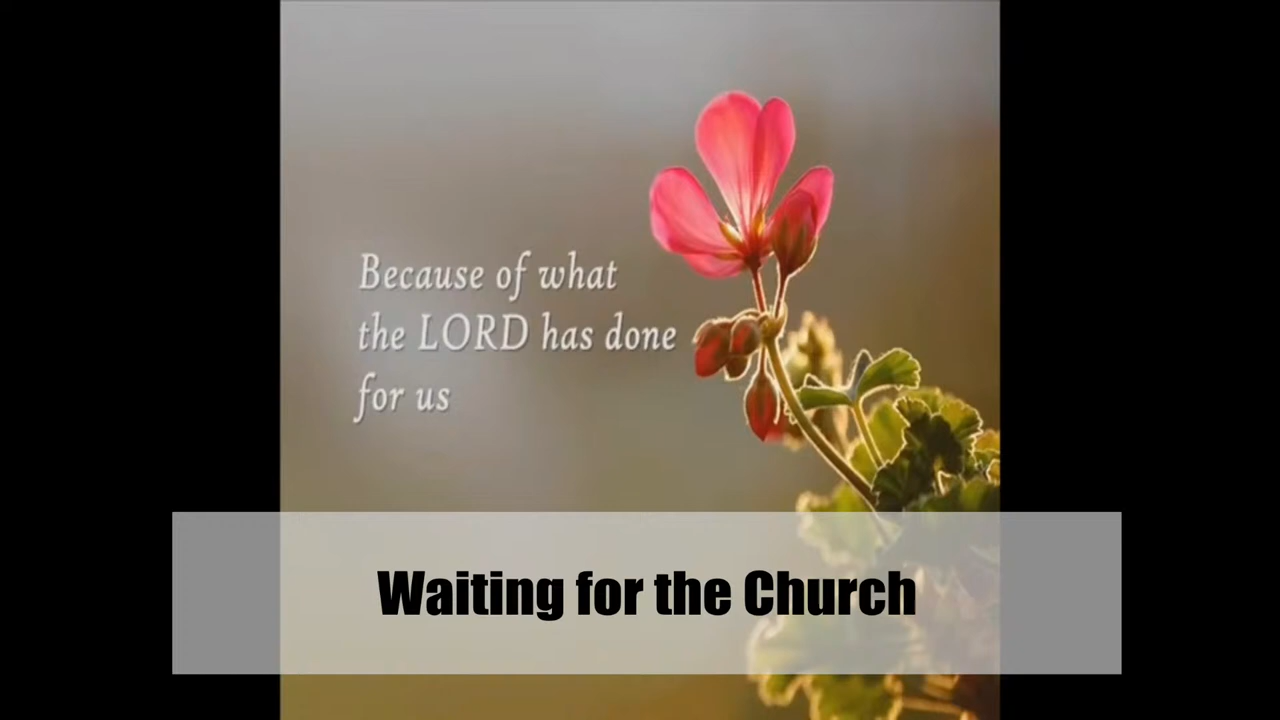 Because of what
the LORD has done
for us
Waiting for the Church